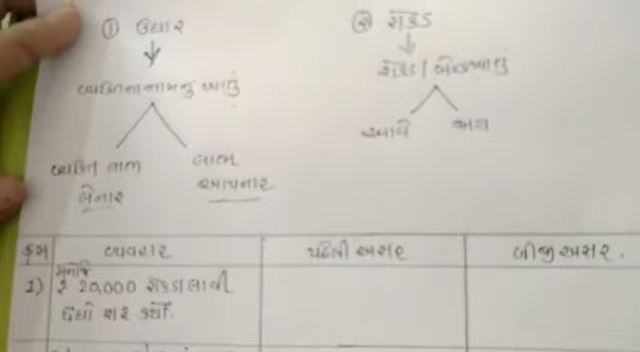 ① ઉધાર
② રોકડ
વ્યક્તિના નામનું ખાતું
રોકડ / બેન્ક ખાતું
વ્યક્તિ લાભ
લેનાર
લાભ
આપનાર
આવે
જાય
ક્રમ વ્યવહાર પહેલી અસર બીજી અસર.
1) ₹ 20,000 રોકડા લાવી
ધંધો શરૂ કર્યો.